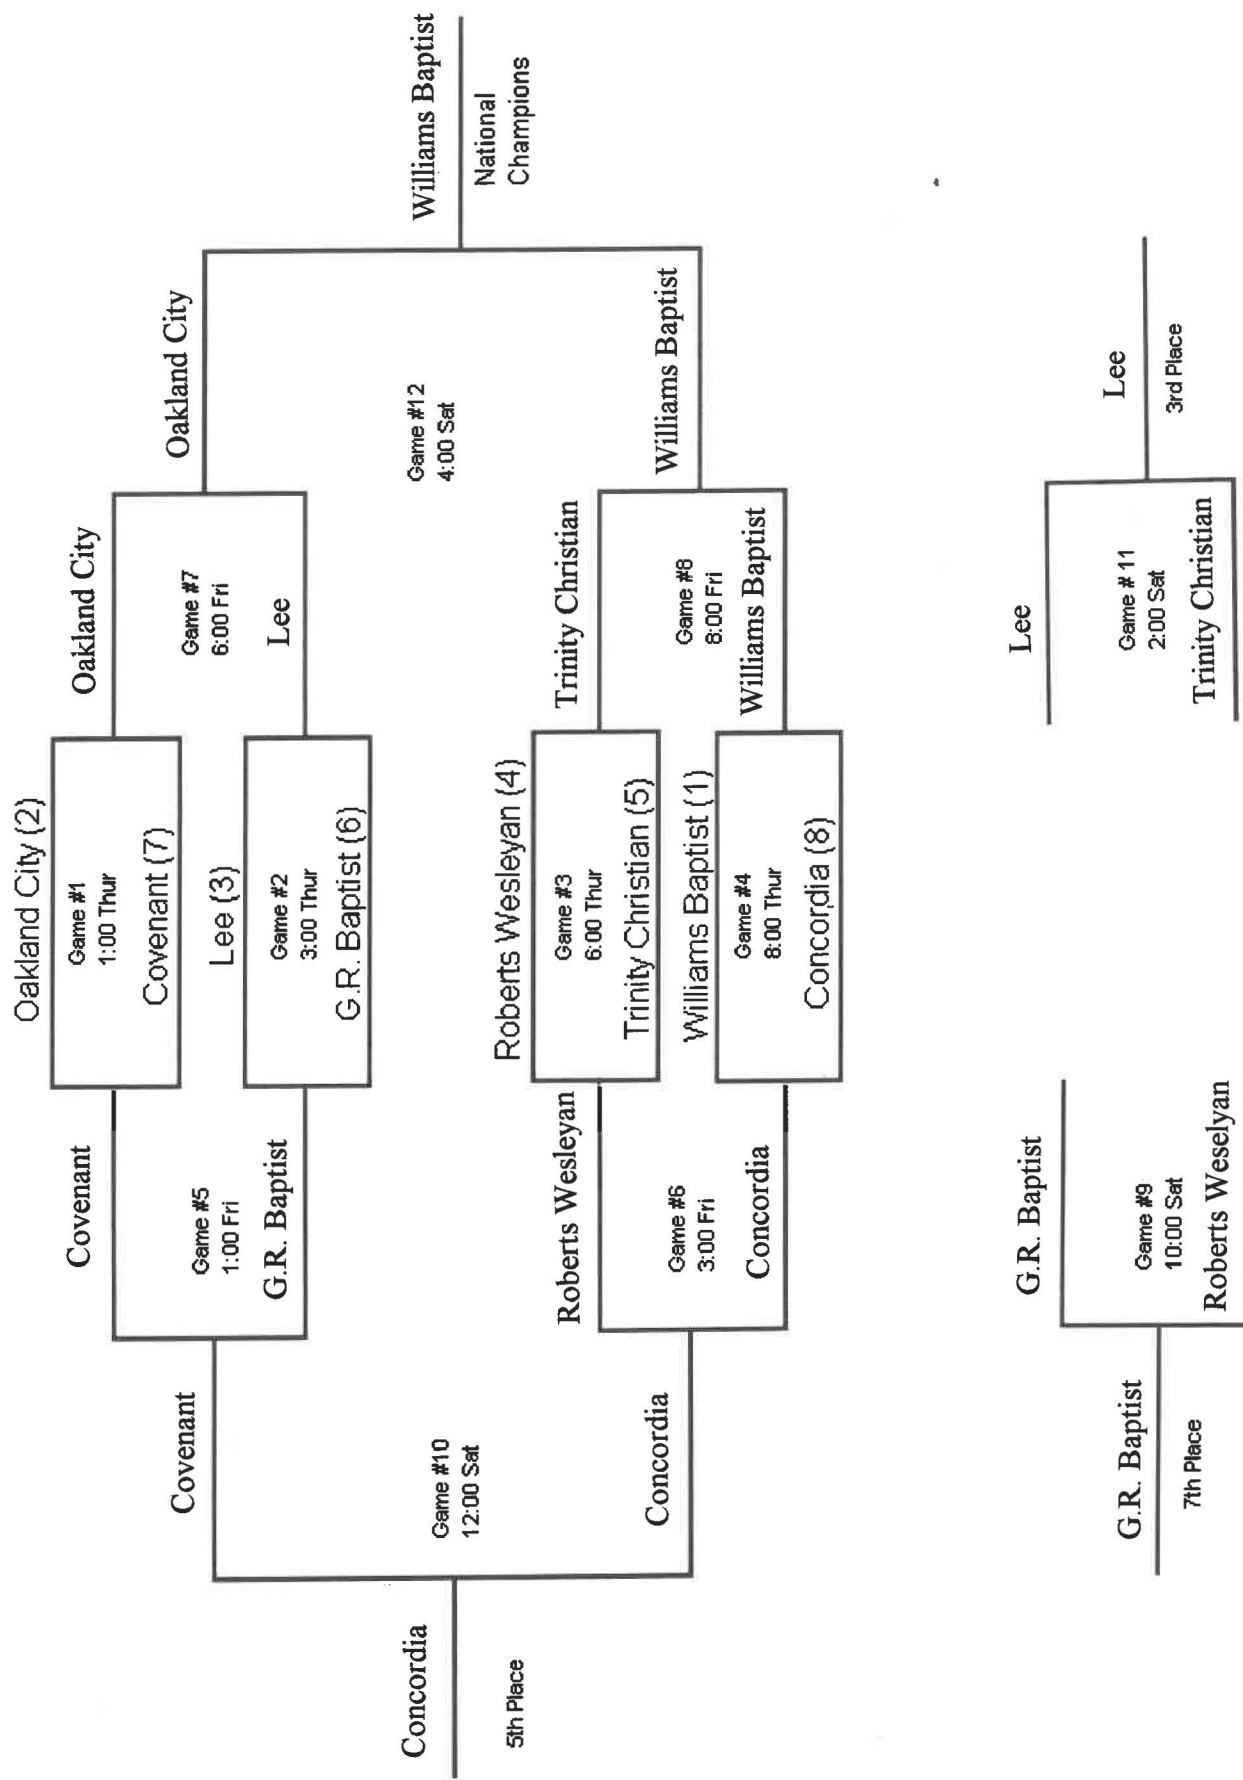 Oakland City (2)
Game #1
1:00 Thur
Covenant (7)
Lee (3)
Game #2
3:00 Thur
G.R. Baptist (6)
Roberts Wesleyan (4)
Game #3
6:00 Thur
Trinity Christian (5)
Williams Baptist (1)
Game #4
8:00 Thur
Concordia (8)
Covenant
Game #5
1:00 Fri
G.R. Baptist
Roberts Wesleyan
Game #6
3:00 Fri
Concordia
Oakland City
Game #7
6:00 Fri
Lee
Trinity Christian
Game #8
8:00 Fri
Williams Baptist
Covenant
Game #10
12:00 Sat
Concordia
Concordia
5th Place
Oakland City
Game #12
4:00 Sat
Williams Baptist
Williams Baptist
National
Champions
G.R. Baptist
Game #9
10:00 Sat
Roberts Weselyan
G.R. Baptist
7th Place
Lee
Game # 11
2:00 Sat
Trinity Christian
Lee
3rd Place